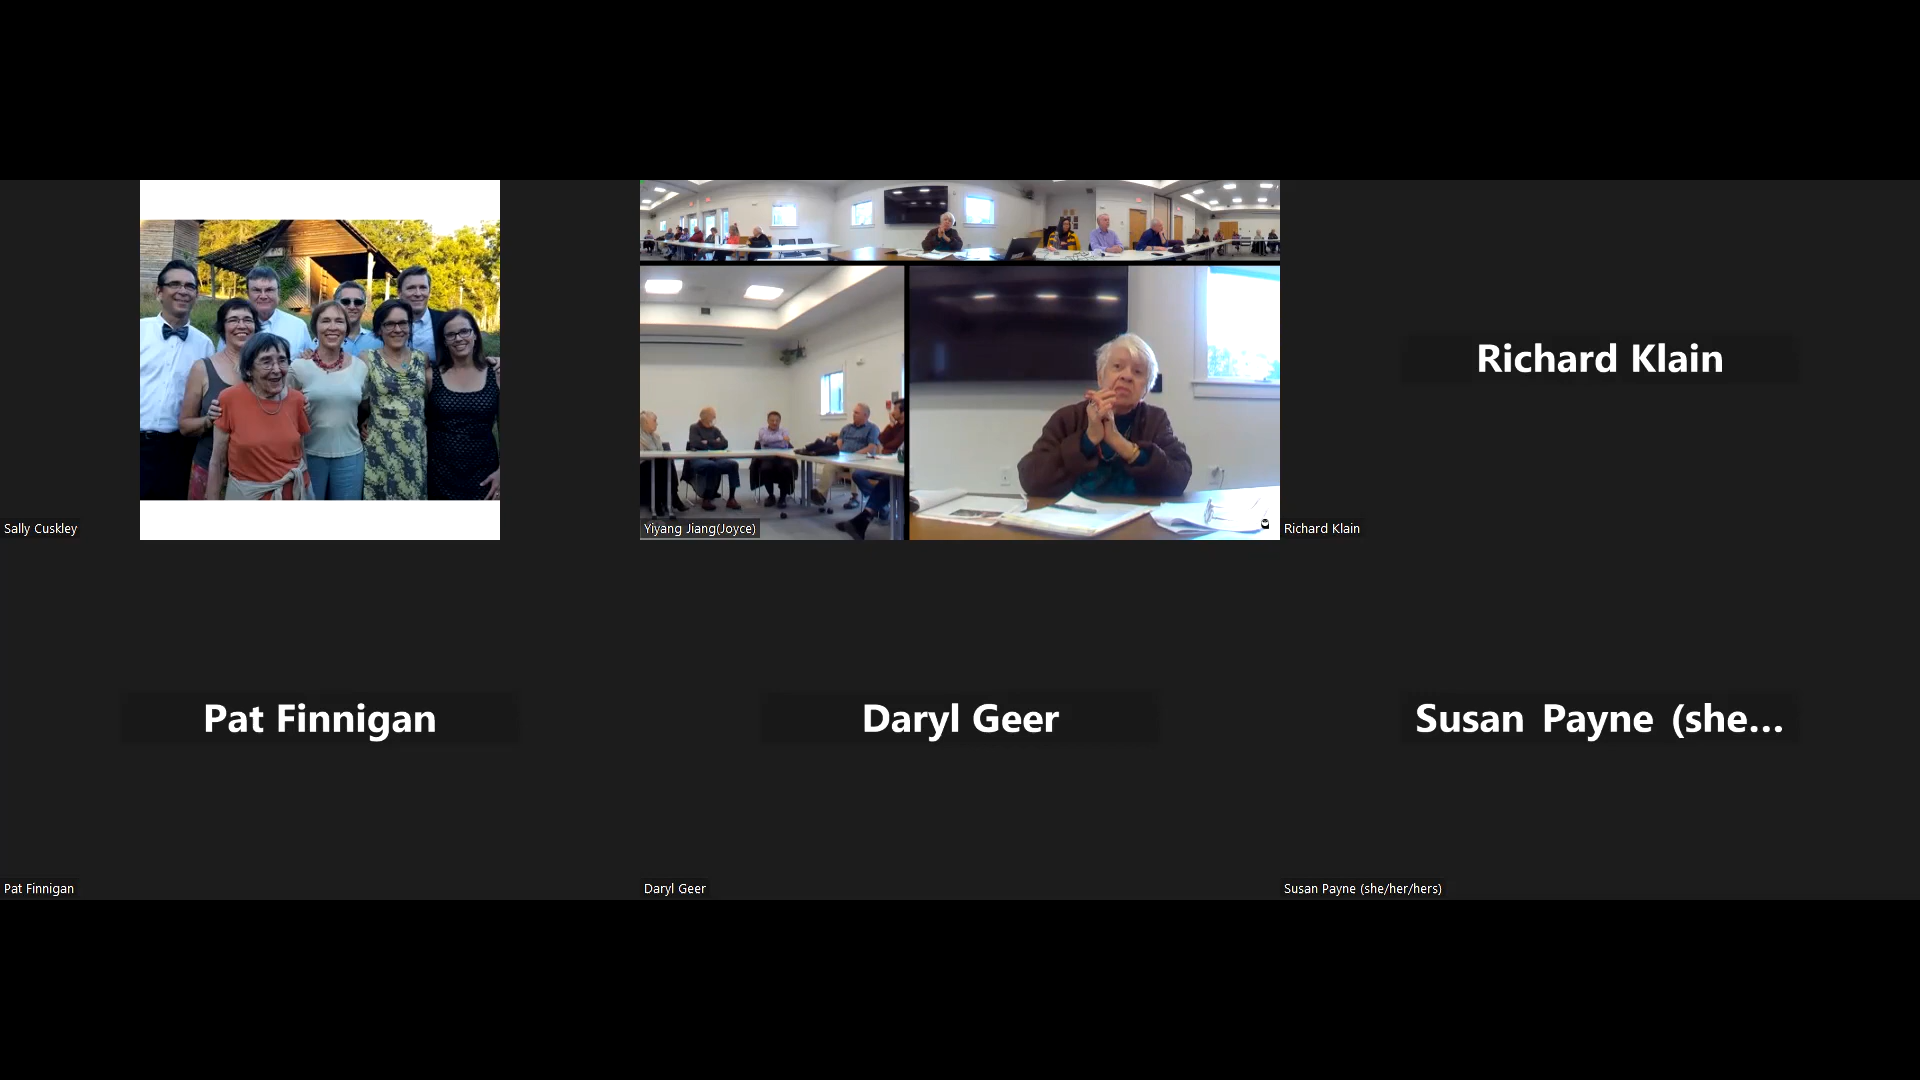 Richard Klain
Sally Cuskley
Yiyang Jiang(Joyce)
Richard Klain
Pat Finnigan
Daryl Geer
Susan Payne (she...
Pat Finnigan
Daryl Geer
Susan Payne (she/her/hers)